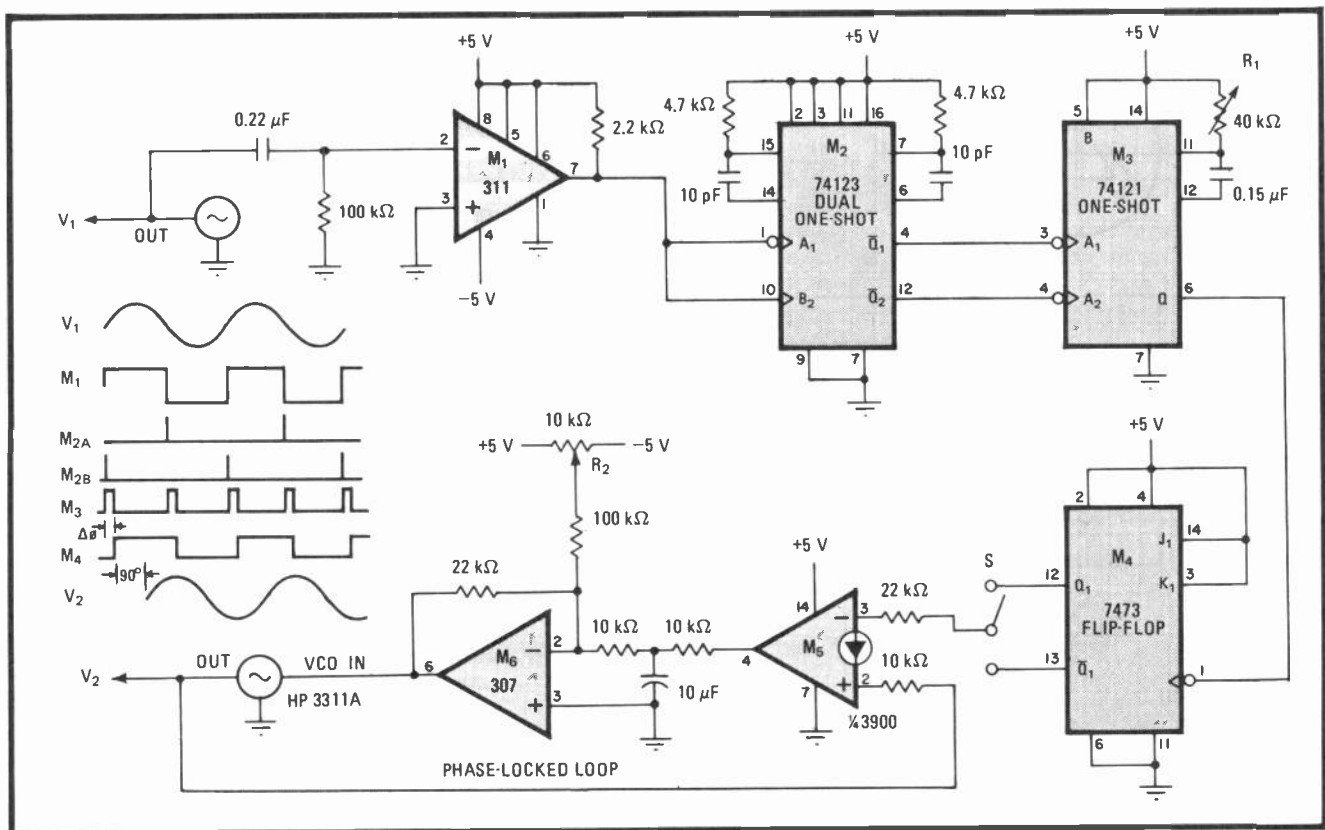 +5 V
+5 V
+5 V
R₁
4.7 kΩ
4.7 kΩ
40 kΩ
2.2 kΩ
0.22 µF
8
5
6
2
3
11
16
5
14
B
2
−
M₁
311
7
3
+
1
4
100 kΩ
−5 V
V₁
OUT
15
M₂
7
10 pF
14
6
10 pF
74123
DUAL
ONE-SHOT
1
A₁
Q̅₁
4
10
B₂
Q̅₂
12
9
7
M₃
11
12
0.15 µF
74121
ONE-SHOT
3
A₁
4
A₂
Q
6
7
V₁
M₁
M₂A
M₂B
M₃
Δø
M₄
90°
V₂
10 kΩ
+5 V
−5 V
R₂
100 kΩ
22 kΩ
+5 V
14
22 kΩ
3
−
M₅
4
10 kΩ
+
2
7
¼ 3900
10 kΩ
10 kΩ
2
−
M₆
307
6
3
+
10 µF
S
+5 V
2
4
J₁
14
M₄
K₁
3
12
Q₁
7473
FLIP-FLOP
13
Q̅₁
1
6
11
V₂
OUT
VCO IN
HP 3311A
PHASE-LOCKED LOOP